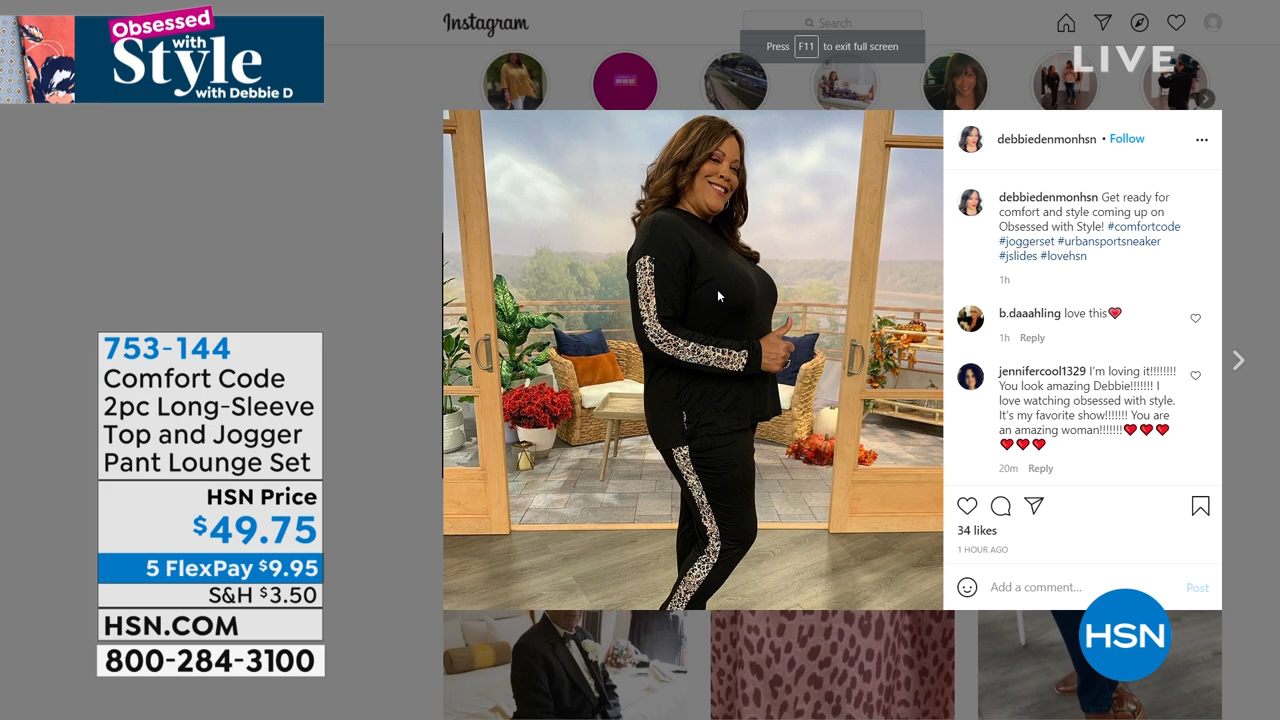 Obsessed
with
Style
with Debbie D
Instagram
Search
Press F11 to exit full screen
LIVE
753-144
Comfort Code
2pc Long-Sleeve
Top and Jogger
Pant Lounge Set
HSN Price
$49.75
5 FlexPay $9.95
S&H $3.50
HSN.COM
800-284-3100
debbiedenmonhsn • Follow
debbiedenmonhsn Get ready for
comfort and style coming up on
Obsessed with Style! #comfortcode
#joggerset #urbansportsneaker
#jslides #lovehsn
1h
b.daaahling love this
1h Reply
jennifercool1329 I'm loving it!!!!!!!!
You look amazing Debbie!!!!!!! I
love watching obsessed with style.
It's my favorite show!!!!!!! You are
an amazing woman!!!!!!!
20m Reply
34 likes
1 HOUR AGO
Add a comment... Post
HSN